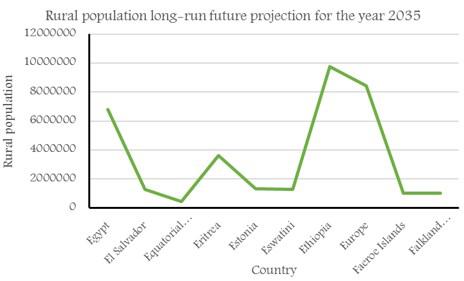 Rural population long-run future projection for the year 2035
12000000
10000000
8000000
6000000
4000000
2000000
0
Rural population
Egypt
El Salvador
Equatorial...
Eritrea
Estonia
Eswatini
Ethiopia
Europe
Faeroe Islands
Falkland...
Country